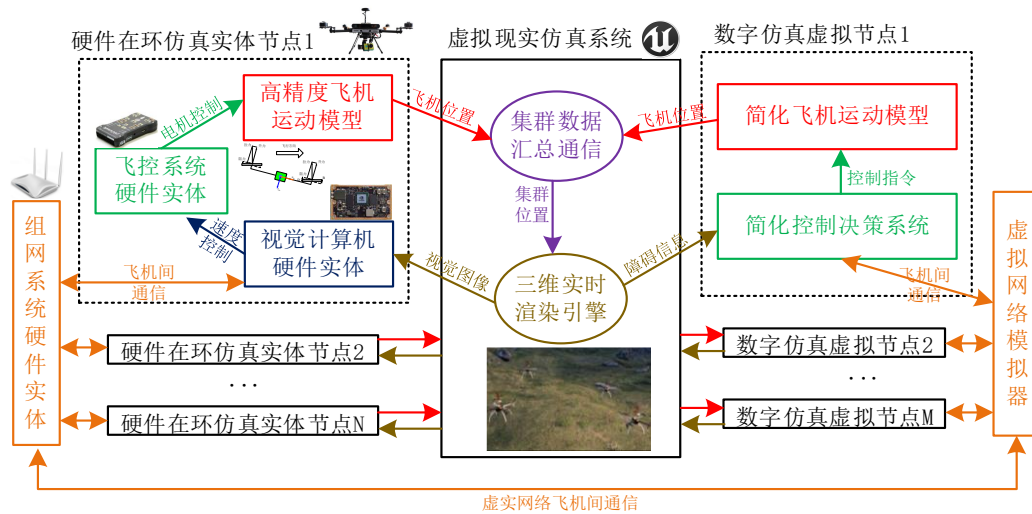 硬件在环仿真实体节点1
虚拟现实仿真系统
数字仿真虚拟节点1
电机控制
高精度飞机
运动模型
飞机位置
集群数据
汇总通信
飞机位置
简化飞机运动模型
飞控系统
硬件实体
集群
位置
控制指令
速度
控制
视觉计算机
硬件实体
视觉图像
三维实时
渲染引擎
障碍信息
简化控制决策系统
组网系统硬件实体
飞机间
通信
飞机间
通信
虚拟网络模拟器
硬件在环仿真实体节点2
数字仿真虚拟节点2
...
...
硬件在环仿真实体节点N
数字仿真虚拟节点M
虚实网络飞机间通信